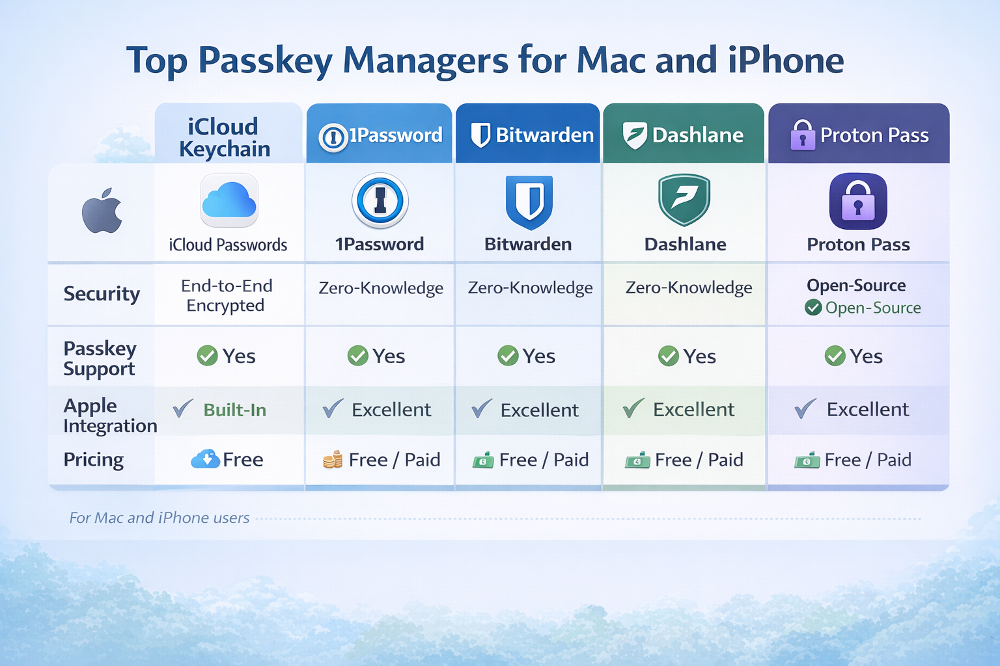 Top Passkey Managers for Mac and iPhone
iCloud
Keychain
1Password
Bitwarden
Dashlane
Proton Pass
iCloud Passwords
1Password
Bitwarden
Dashlane
Proton Pass
Security
End-to-End
Encrypted
Zero-Knowledge
Zero-Knowledge
Zero-Knowledge
Open-Source
Open-Source
Passkey
Support
Yes
Yes
Yes
Yes
Yes
Apple
Integration
Built-In
Excellent
Excellent
Excellent
Excellent
Pricing
Free
Free / Paid
Free / Paid
Free / Paid
Free / Paid
For Mac and iPhone users